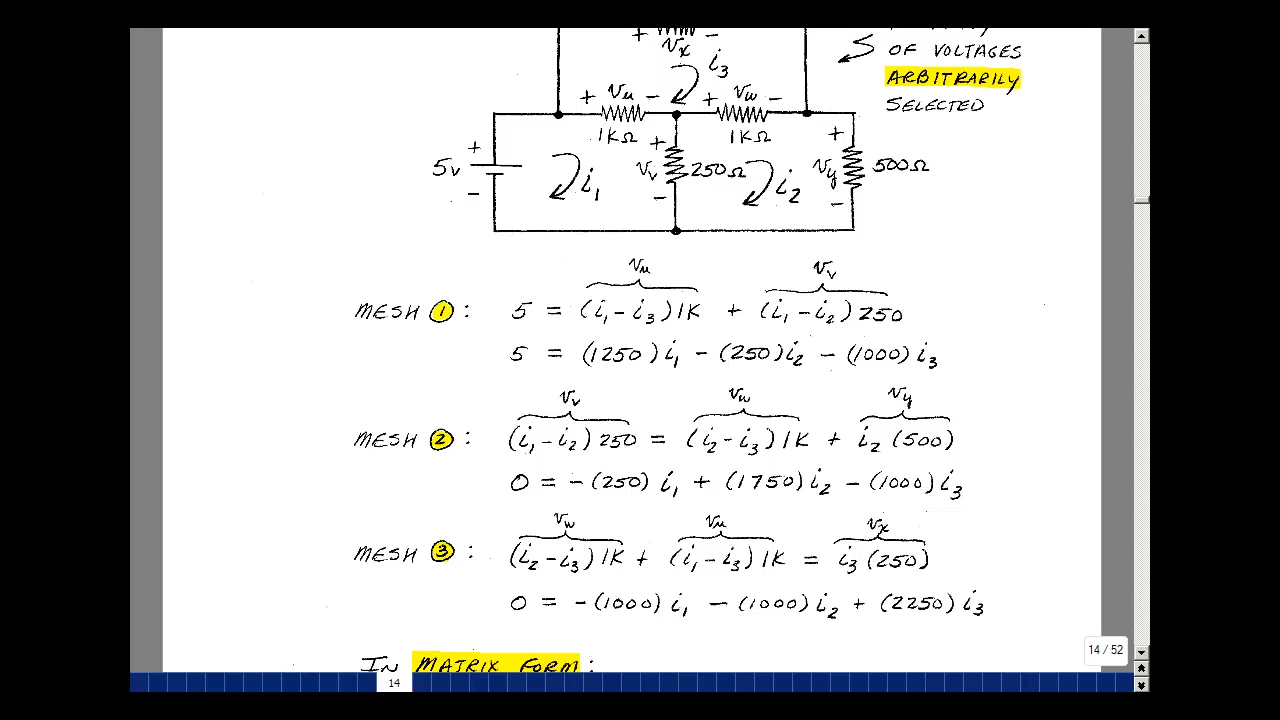 + vx −
i3
OF VOLTAGES
ARBITRARILY
SELECTED
+ vu − + vw −
1KΩ 1KΩ
5v + − i1 + vv − 250Ω i2 + vy − 500Ω
vu vv
MESH 1 : 5 = (i1 − i3) 1K + (i1 − i2) 250
5 = (1250) i1 − (250) i2 − (1000) i3
vv vw vy
MESH 2 : (i1 − i2) 250 = (i2 − i3) 1K + i2 (500)
0 = −(250) i1 + (1750) i2 − (1000) i3
vw vu vx
MESH 3 : (i2 − i3) 1K + (i1 − i3) 1K = i3 (250)
0 = −(1000) i1 − (1000) i2 + (2250) i3
14 / 52
IN MATRIX FORM :
14